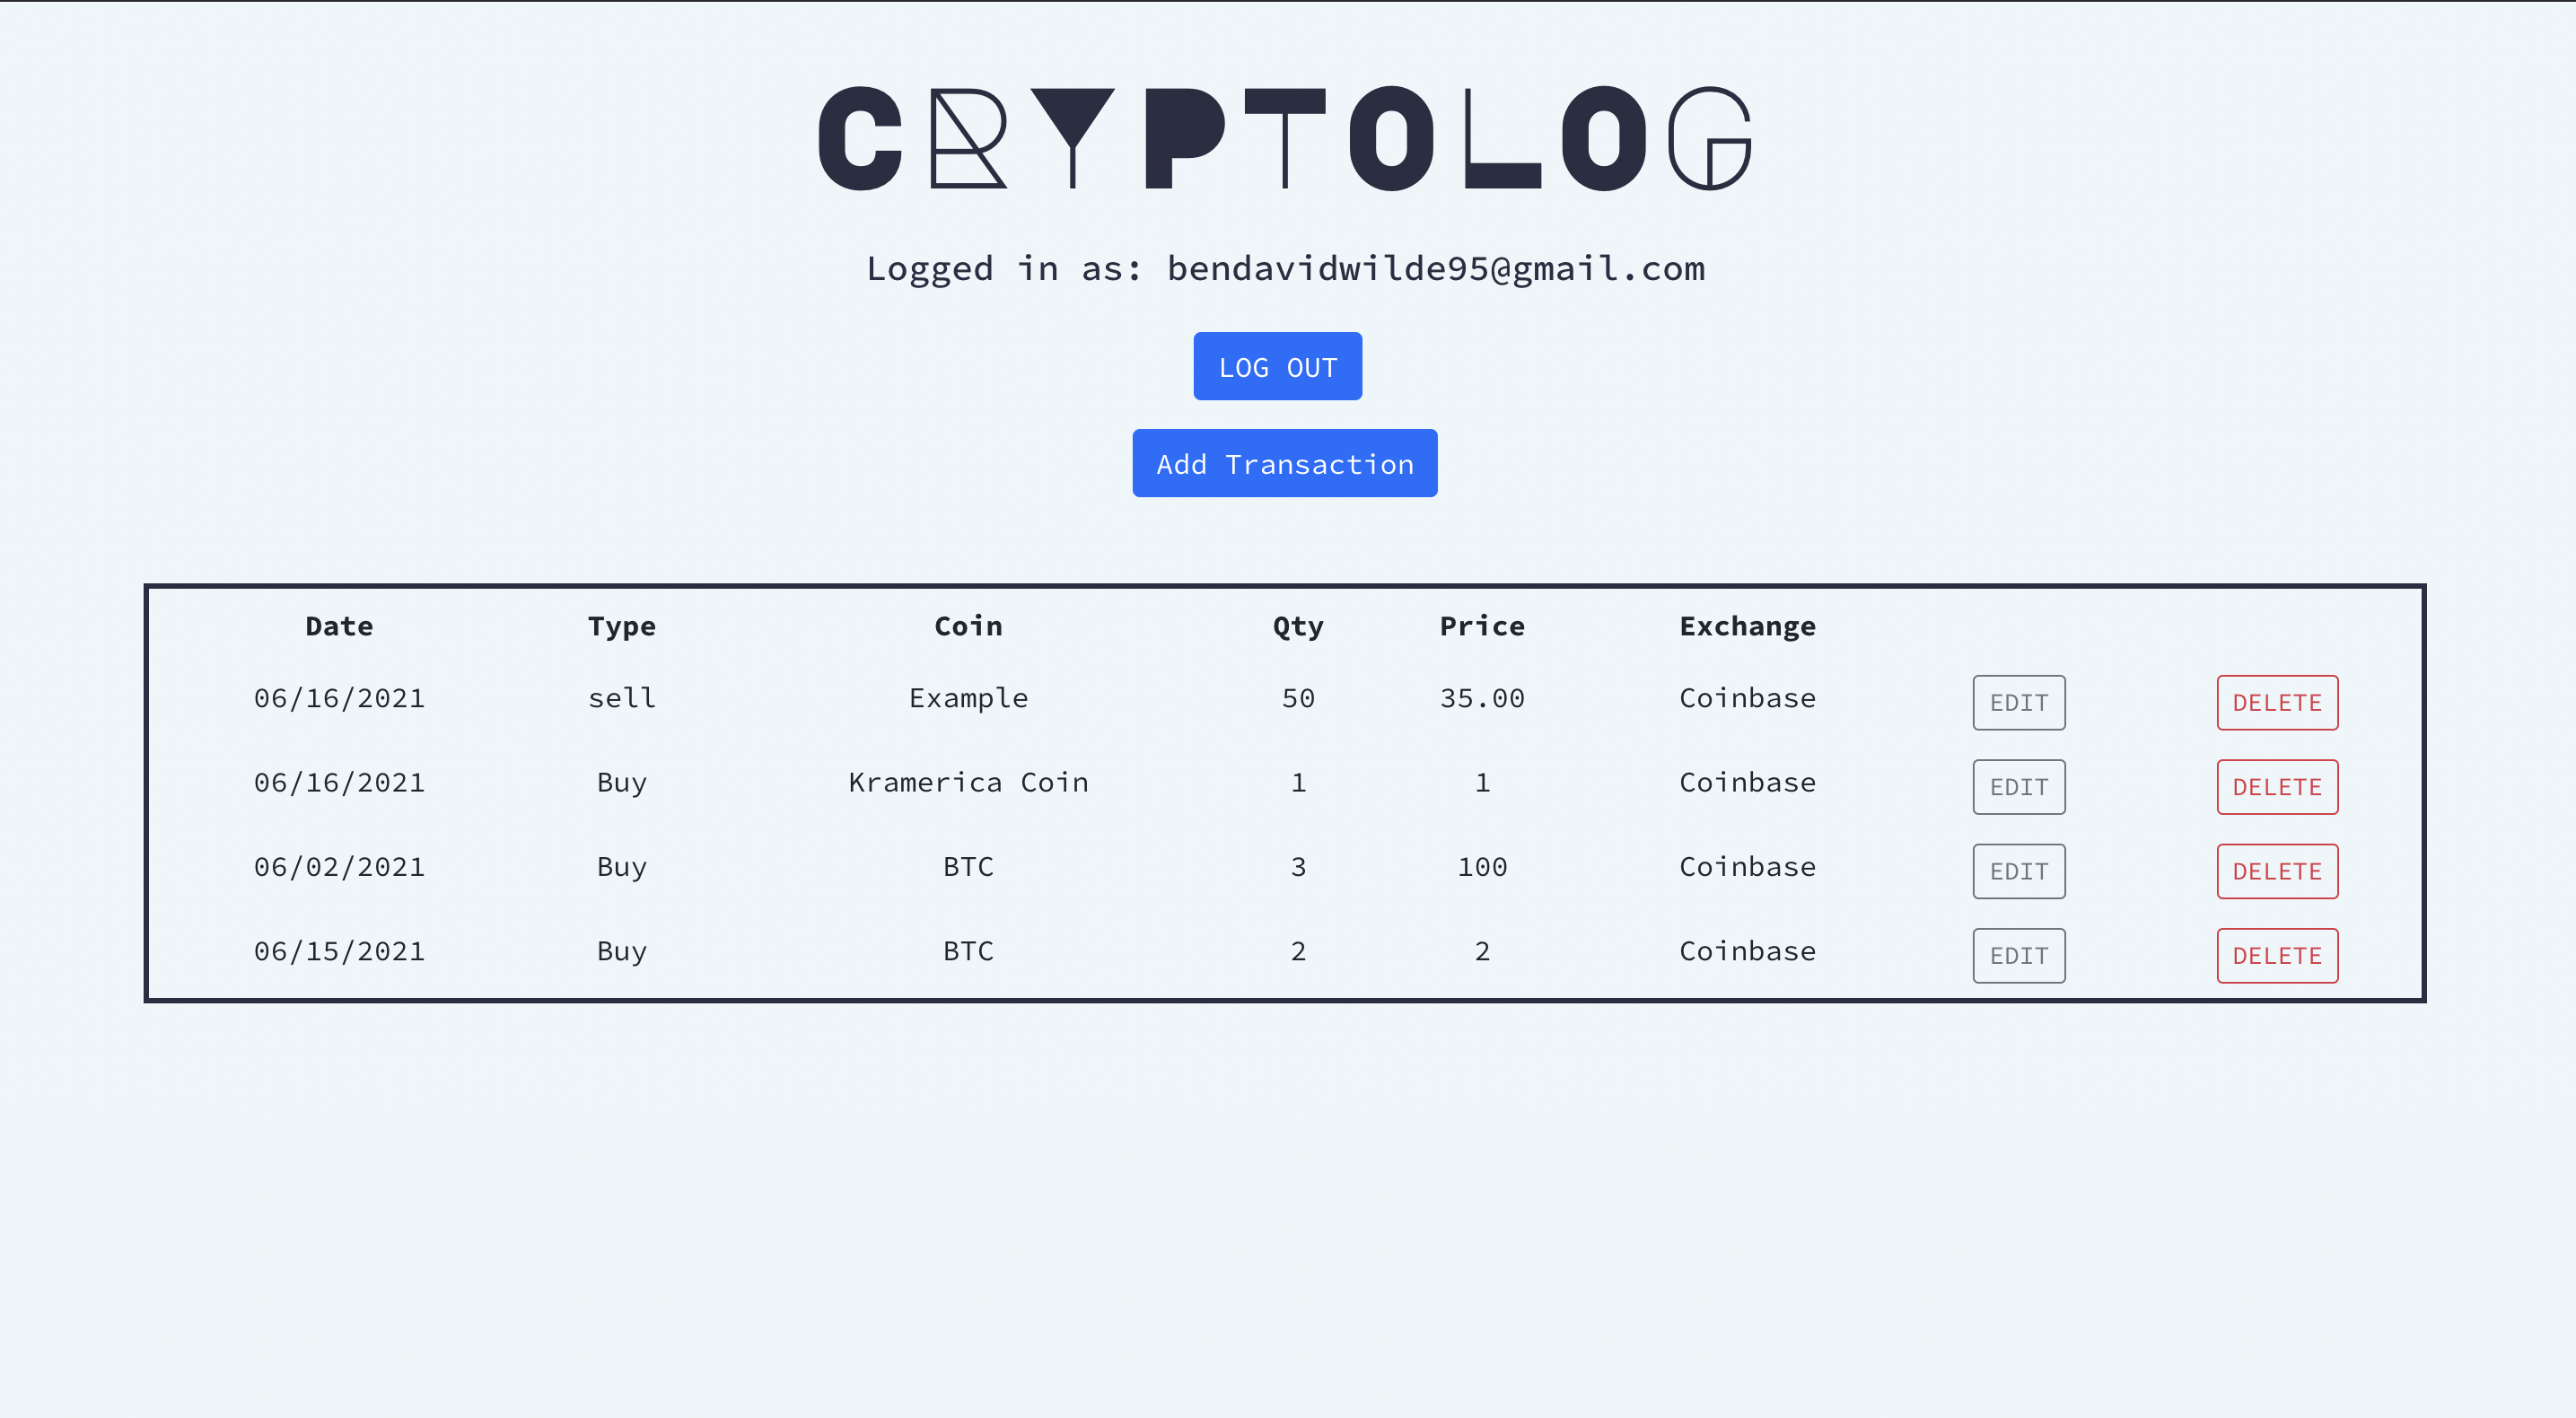 CRYPTOLOG
Logged in as: bendavidwilde95@gmail.com
LOG OUT
Add Transaction
Date Type Coin Qty Price Exchange
06/16/2021 sell Example 50 35.00 Coinbase EDIT DELETE
06/16/2021 Buy Kramerica Coin 1 1 Coinbase EDIT DELETE
06/02/2021 Buy BTC 3 100 Coinbase EDIT DELETE
06/15/2021 Buy BTC 2 2 Coinbase EDIT DELETE